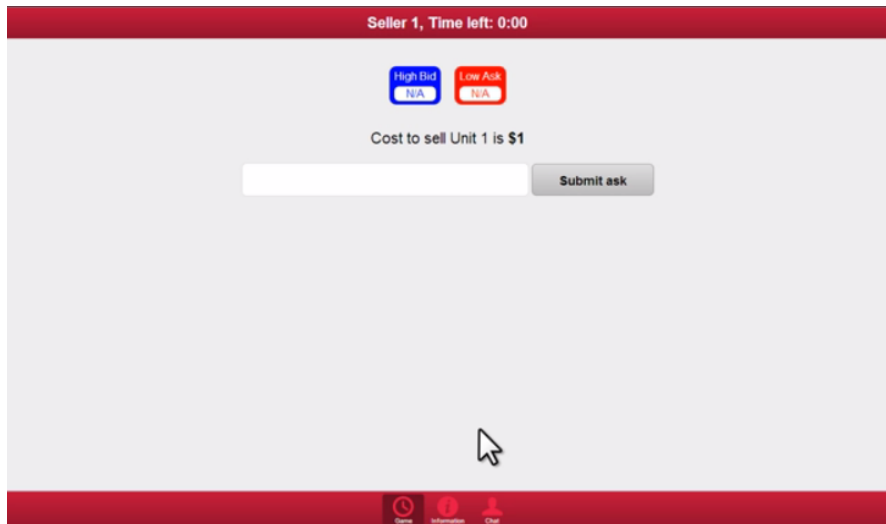 Seller 1, Time left: 0:00
High Bid Low Ask
N/A N/A
Cost to sell Unit 1 is $1
Submit ask
Game Information Chat